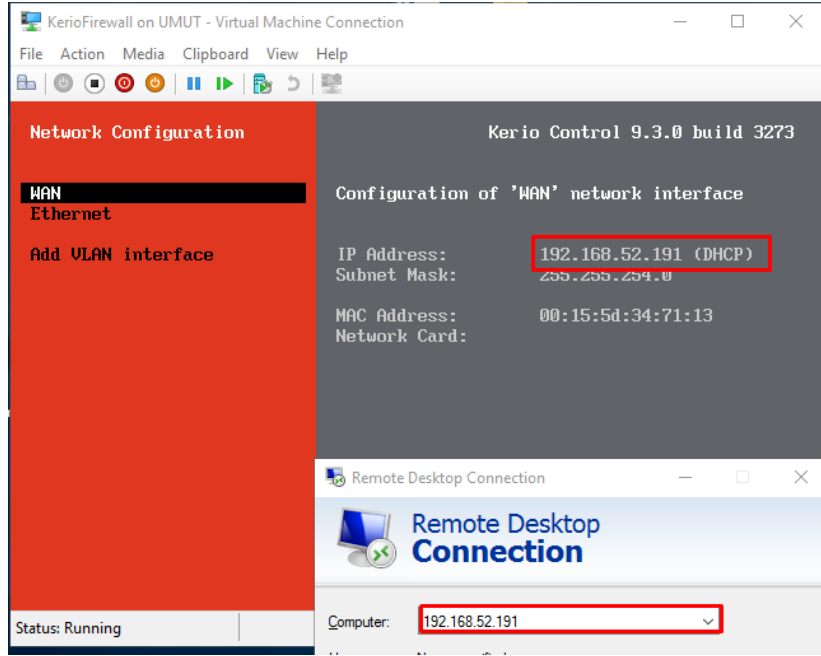 KerioFirewall on UMUT - Virtual Machine Connection
File Action Media Clipboard View Help
Network Configuration
Kerio Control 9.3.0 build 3273
WAN
Ethernet
Add VLAN interface
Configuration of 'WAN' network interface
IP Address: 192.168.52.191 (DHCP)
Subnet Mask: 255.255.254.0
MAC Address: 00:15:5d:34:71:13
Network Card:
Remote Desktop Connection
Remote Desktop
Connection
Computer: 192.168.52.191
Status: Running